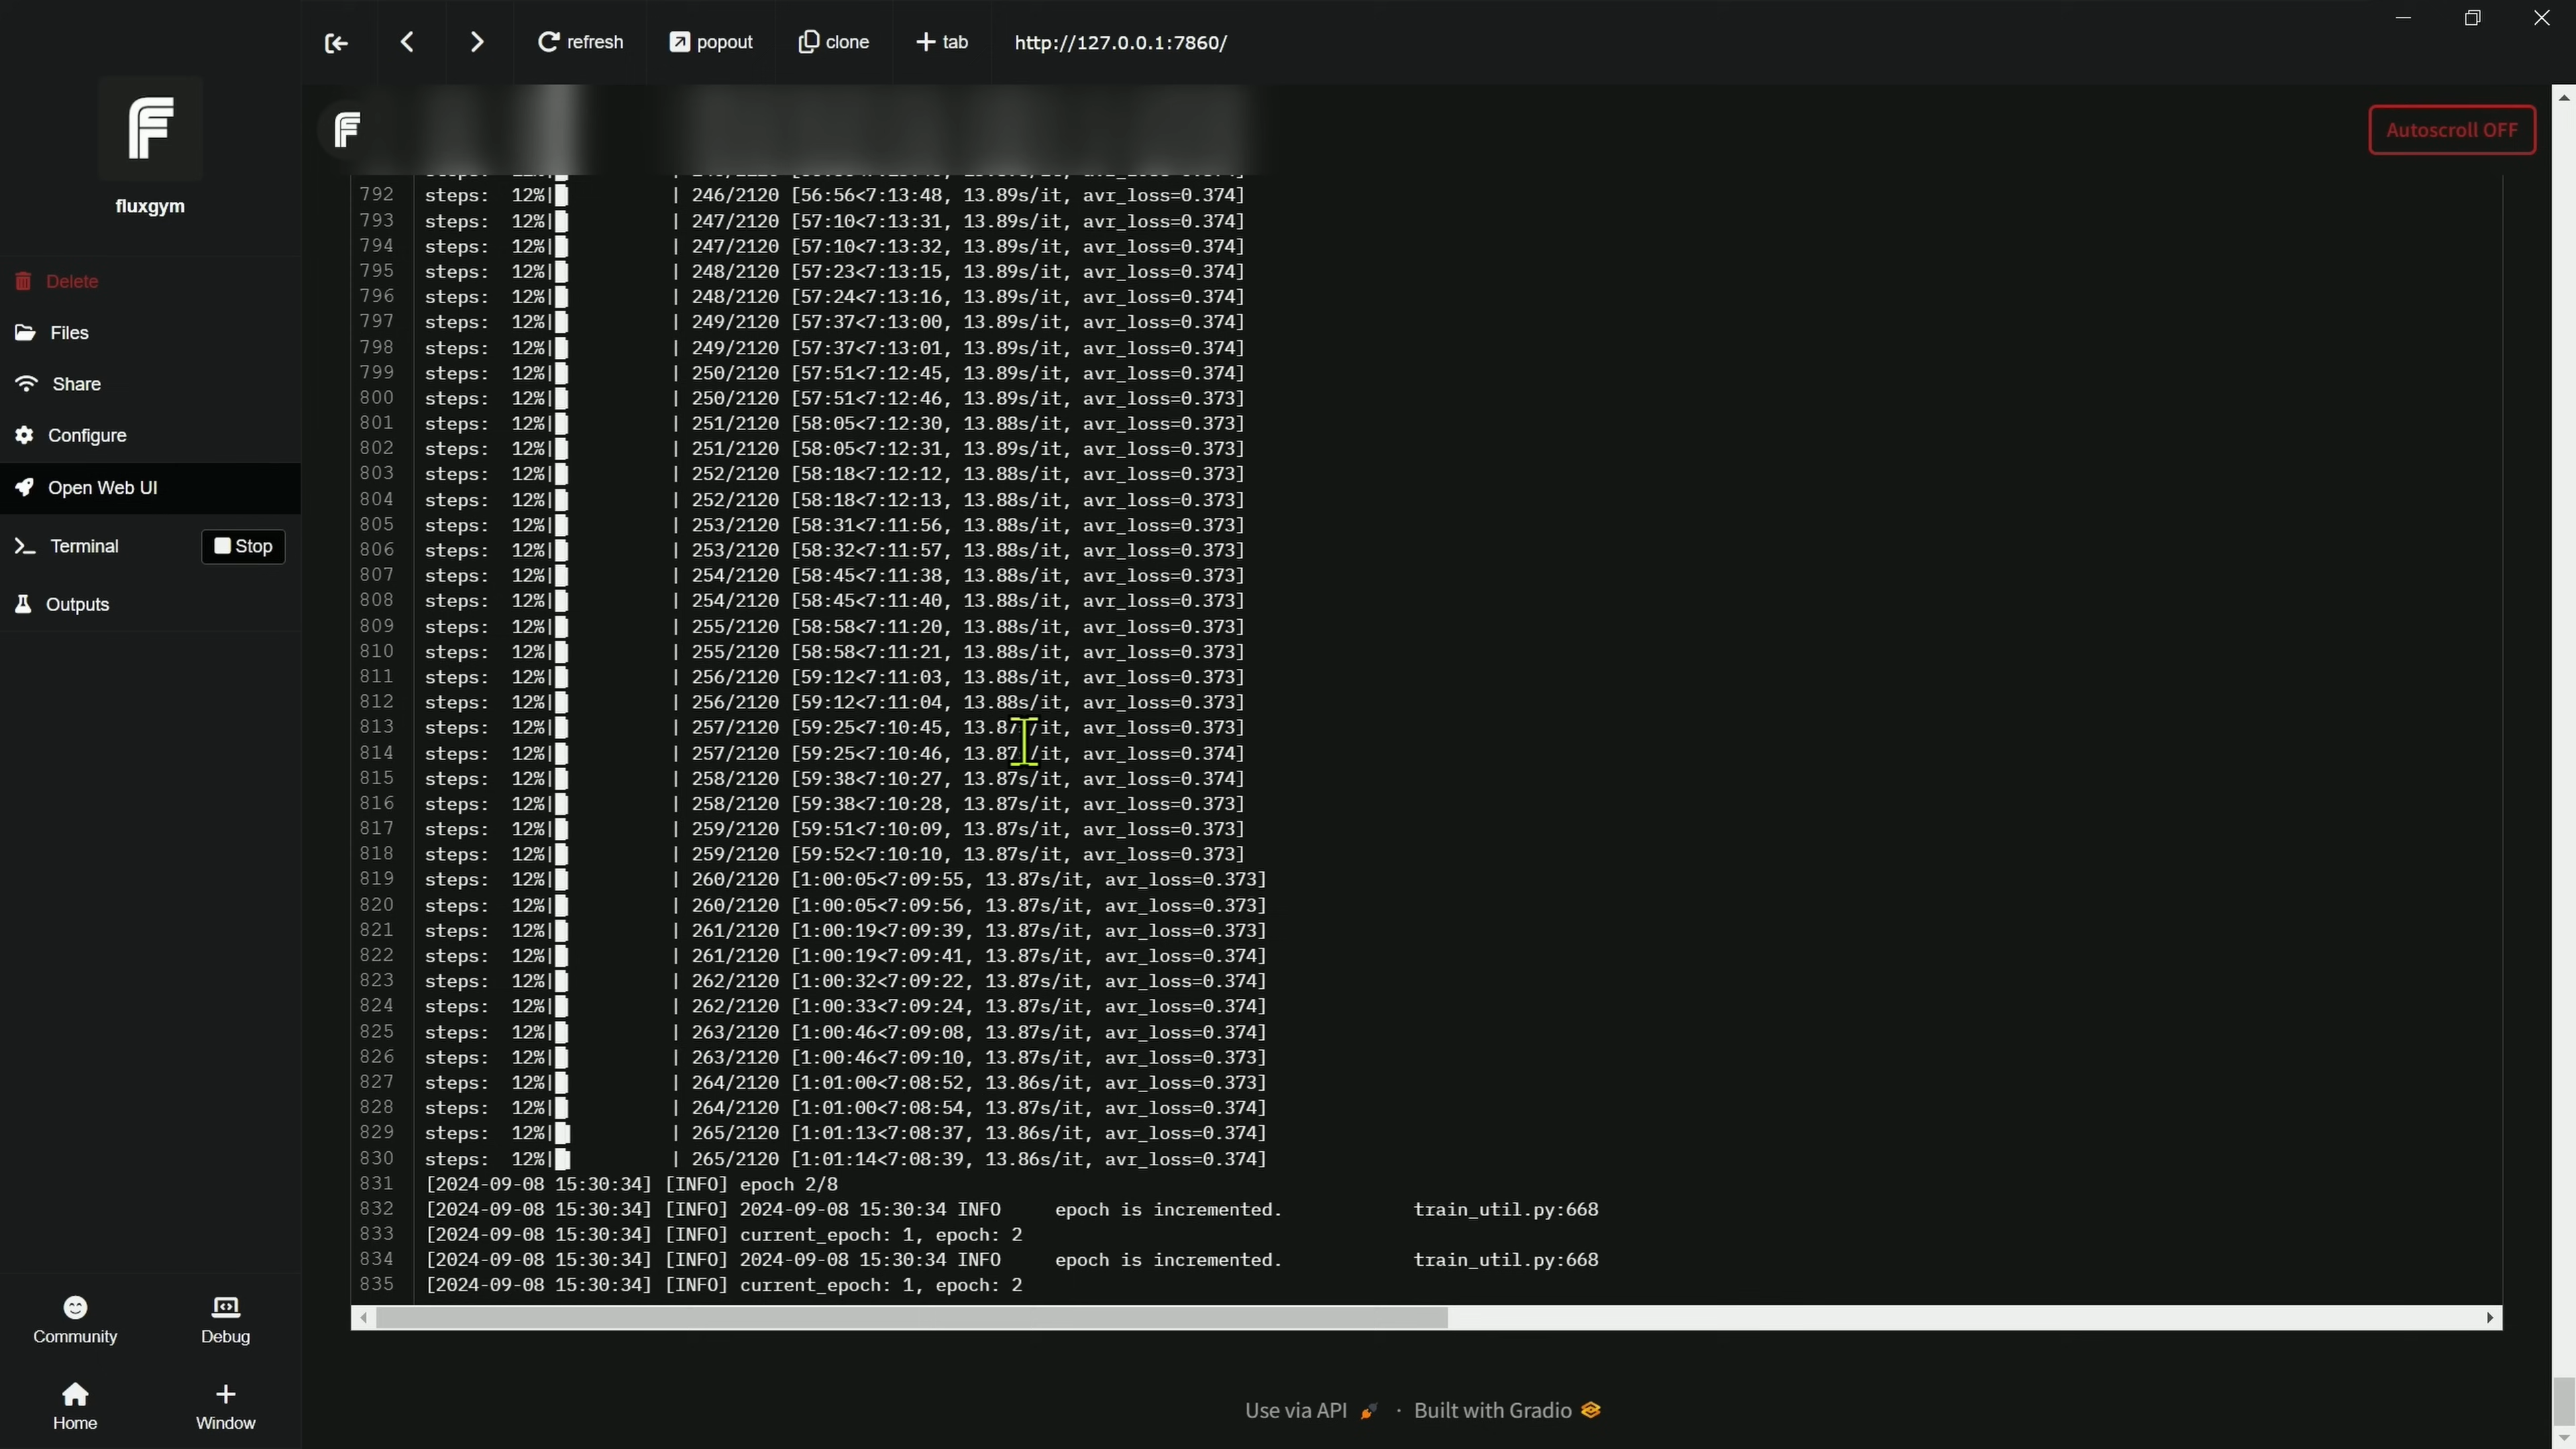 refresh
popout
clone
tab
http://127.0.0.1:7860/
Autoscroll OFF
fluxgym
Delete
Files
Share
Configure
Open Web UI
Terminal
Stop
Outputs
Community
Debug
Home
Window
792 steps: 12%| | 246/2120 [56:56<7:13:48, 13.89s/it, avr_loss=0.374]
793 steps: 12%| | 247/2120 [57:10<7:13:31, 13.89s/it, avr_loss=0.374]
794 steps: 12%| | 247/2120 [57:10<7:13:32, 13.89s/it, avr_loss=0.374]
795 steps: 12%| | 248/2120 [57:23<7:13:15, 13.89s/it, avr_loss=0.374]
796 steps: 12%| | 248/2120 [57:24<7:13:16, 13.89s/it, avr_loss=0.374]
797 steps: 12%| | 249/2120 [57:37<7:13:00, 13.89s/it, avr_loss=0.374]
798 steps: 12%| | 249/2120 [57:37<7:13:01, 13.89s/it, avr_loss=0.374]
799 steps: 12%| | 250/2120 [57:51<7:12:45, 13.89s/it, avr_loss=0.374]
800 steps: 12%| | 250/2120 [57:51<7:12:46, 13.89s/it, avr_loss=0.373]
801 steps: 12%| | 251/2120 [58:05<7:12:30, 13.88s/it, avr_loss=0.373]
802 steps: 12%| | 251/2120 [58:05<7:12:31, 13.89s/it, avr_loss=0.373]
803 steps: 12%| | 252/2120 [58:18<7:12:12, 13.88s/it, avr_loss=0.373]
804 steps: 12%| | 252/2120 [58:18<7:12:13, 13.88s/it, avr_loss=0.373]
805 steps: 12%| | 253/2120 [58:31<7:11:56, 13.88s/it, avr_loss=0.373]
806 steps: 12%| | 253/2120 [58:32<7:11:57, 13.88s/it, avr_loss=0.373]
807 steps: 12%| | 254/2120 [58:45<7:11:38, 13.88s/it, avr_loss=0.373]
808 steps: 12%| | 254/2120 [58:45<7:11:40, 13.88s/it, avr_loss=0.373]
809 steps: 12%| | 255/2120 [58:58<7:11:20, 13.88s/it, avr_loss=0.373]
810 steps: 12%| | 255/2120 [58:58<7:11:21, 13.88s/it, avr_loss=0.373]
811 steps: 12%| | 256/2120 [59:12<7:11:03, 13.88s/it, avr_loss=0.373]
812 steps: 12%| | 256/2120 [59:12<7:11:04, 13.88s/it, avr_loss=0.373]
813 steps: 12%| | 257/2120 [59:25<7:10:45, 13.87s/it, avr_loss=0.373]
814 steps: 12%| | 257/2120 [59:25<7:10:46, 13.87s/it, avr_loss=0.374]
815 steps: 12%| | 258/2120 [59:38<7:10:27, 13.87s/it, avr_loss=0.374]
816 steps: 12%| | 258/2120 [59:38<7:10:28, 13.87s/it, avr_loss=0.373]
817 steps: 12%| | 259/2120 [59:51<7:10:09, 13.87s/it, avr_loss=0.373]
818 steps: 12%| | 259/2120 [59:52<7:10:10, 13.87s/it, avr_loss=0.373]
819 steps: 12%| | 260/2120 [1:00:05<7:09:55, 13.87s/it, avr_loss=0.373]
820 steps: 12%| | 260/2120 [1:00:05<7:09:56, 13.87s/it, avr_loss=0.373]
821 steps: 12%| | 261/2120 [1:00:19<7:09:39, 13.87s/it, avr_loss=0.373]
822 steps: 12%| | 261/2120 [1:00:19<7:09:41, 13.87s/it, avr_loss=0.374]
823 steps: 12%| | 262/2120 [1:00:32<7:09:22, 13.87s/it, avr_loss=0.374]
824 steps: 12%| | 262/2120 [1:00:33<7:09:24, 13.87s/it, avr_loss=0.374]
825 steps: 12%| | 263/2120 [1:00:46<7:09:08, 13.87s/it, avr_loss=0.374]
826 steps: 12%| | 263/2120 [1:00:46<7:09:10, 13.87s/it, avr_loss=0.373]
827 steps: 12%| | 264/2120 [1:01:00<7:08:52, 13.86s/it, avr_loss=0.373]
828 steps: 12%| | 264/2120 [1:01:00<7:08:54, 13.87s/it, avr_loss=0.374]
829 steps: 12%| | 265/2120 [1:01:13<7:08:37, 13.86s/it, avr_loss=0.374]
830 steps: 12%| | 265/2120 [1:01:14<7:08:39, 13.86s/it, avr_loss=0.374]
831 [2024-09-08 15:30:34] [INFO] epoch 2/8
832 [2024-09-08 15:30:34] [INFO] 2024-09-08 15:30:34 INFO epoch is incremented. train_util.py:668
833 [2024-09-08 15:30:34] [INFO] current_epoch: 1, epoch: 2
834 [2024-09-08 15:30:34] [INFO] 2024-09-08 15:30:34 INFO epoch is incremented. train_util.py:668
835 [2024-09-08 15:30:34] [INFO] current_epoch: 1, epoch: 2
Use via API · Built with Gradio